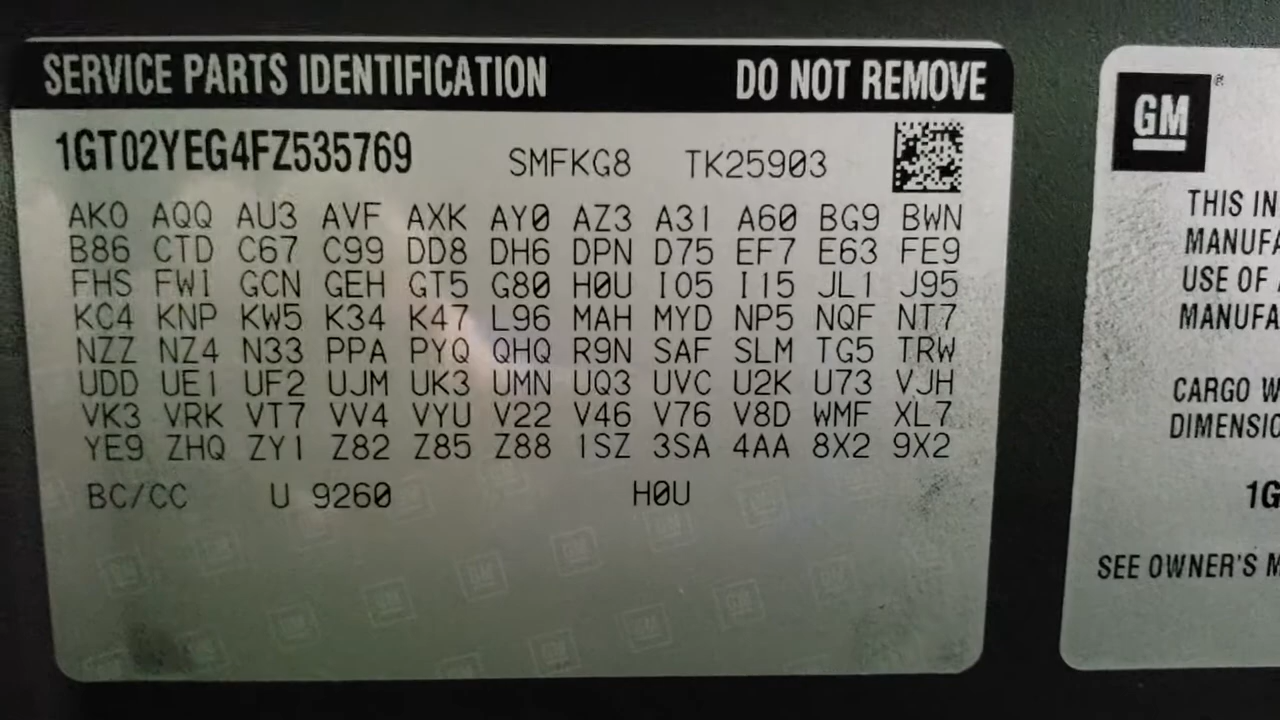 SERVICE PARTS IDENTIFICATION DO NOT REMOVE
1GT02YEG4FZ535769 SMFKG8 TK25903
AK0 AQQ AU3 AVF AXK AY0 AZ3 A31 A60 BG9 BWN
B86 CTD C67 C99 DD8 DH6 DPN D75 EF7 E63 FE9
FHS FW1 GCN GEH GT5 G80 H0U I05 I15 JL1 J95
KC4 KNP KW5 K34 K47 L96 MAH MYD NP5 NQF NT7
NZZ NZ4 N33 PPA PYQ QHQ R9N SAF SLM TG5 TRW
UDD UE1 UF2 UJM UK3 UMN UQ3 UVC U2K U73 VJH
VK3 VRK VT7 VV4 VYU V22 V46 V76 V8D WMF XL7
YE9 ZHQ ZY1 Z82 Z85 Z88 1SZ 3SA 4AA 8X2 9X2
BC/CC U 9260 H0U
GM®
THIS IN
MANUFA
USE OF
MANUFA
CARGO W
DIMENSIO
1G
SEE OWNER'S M